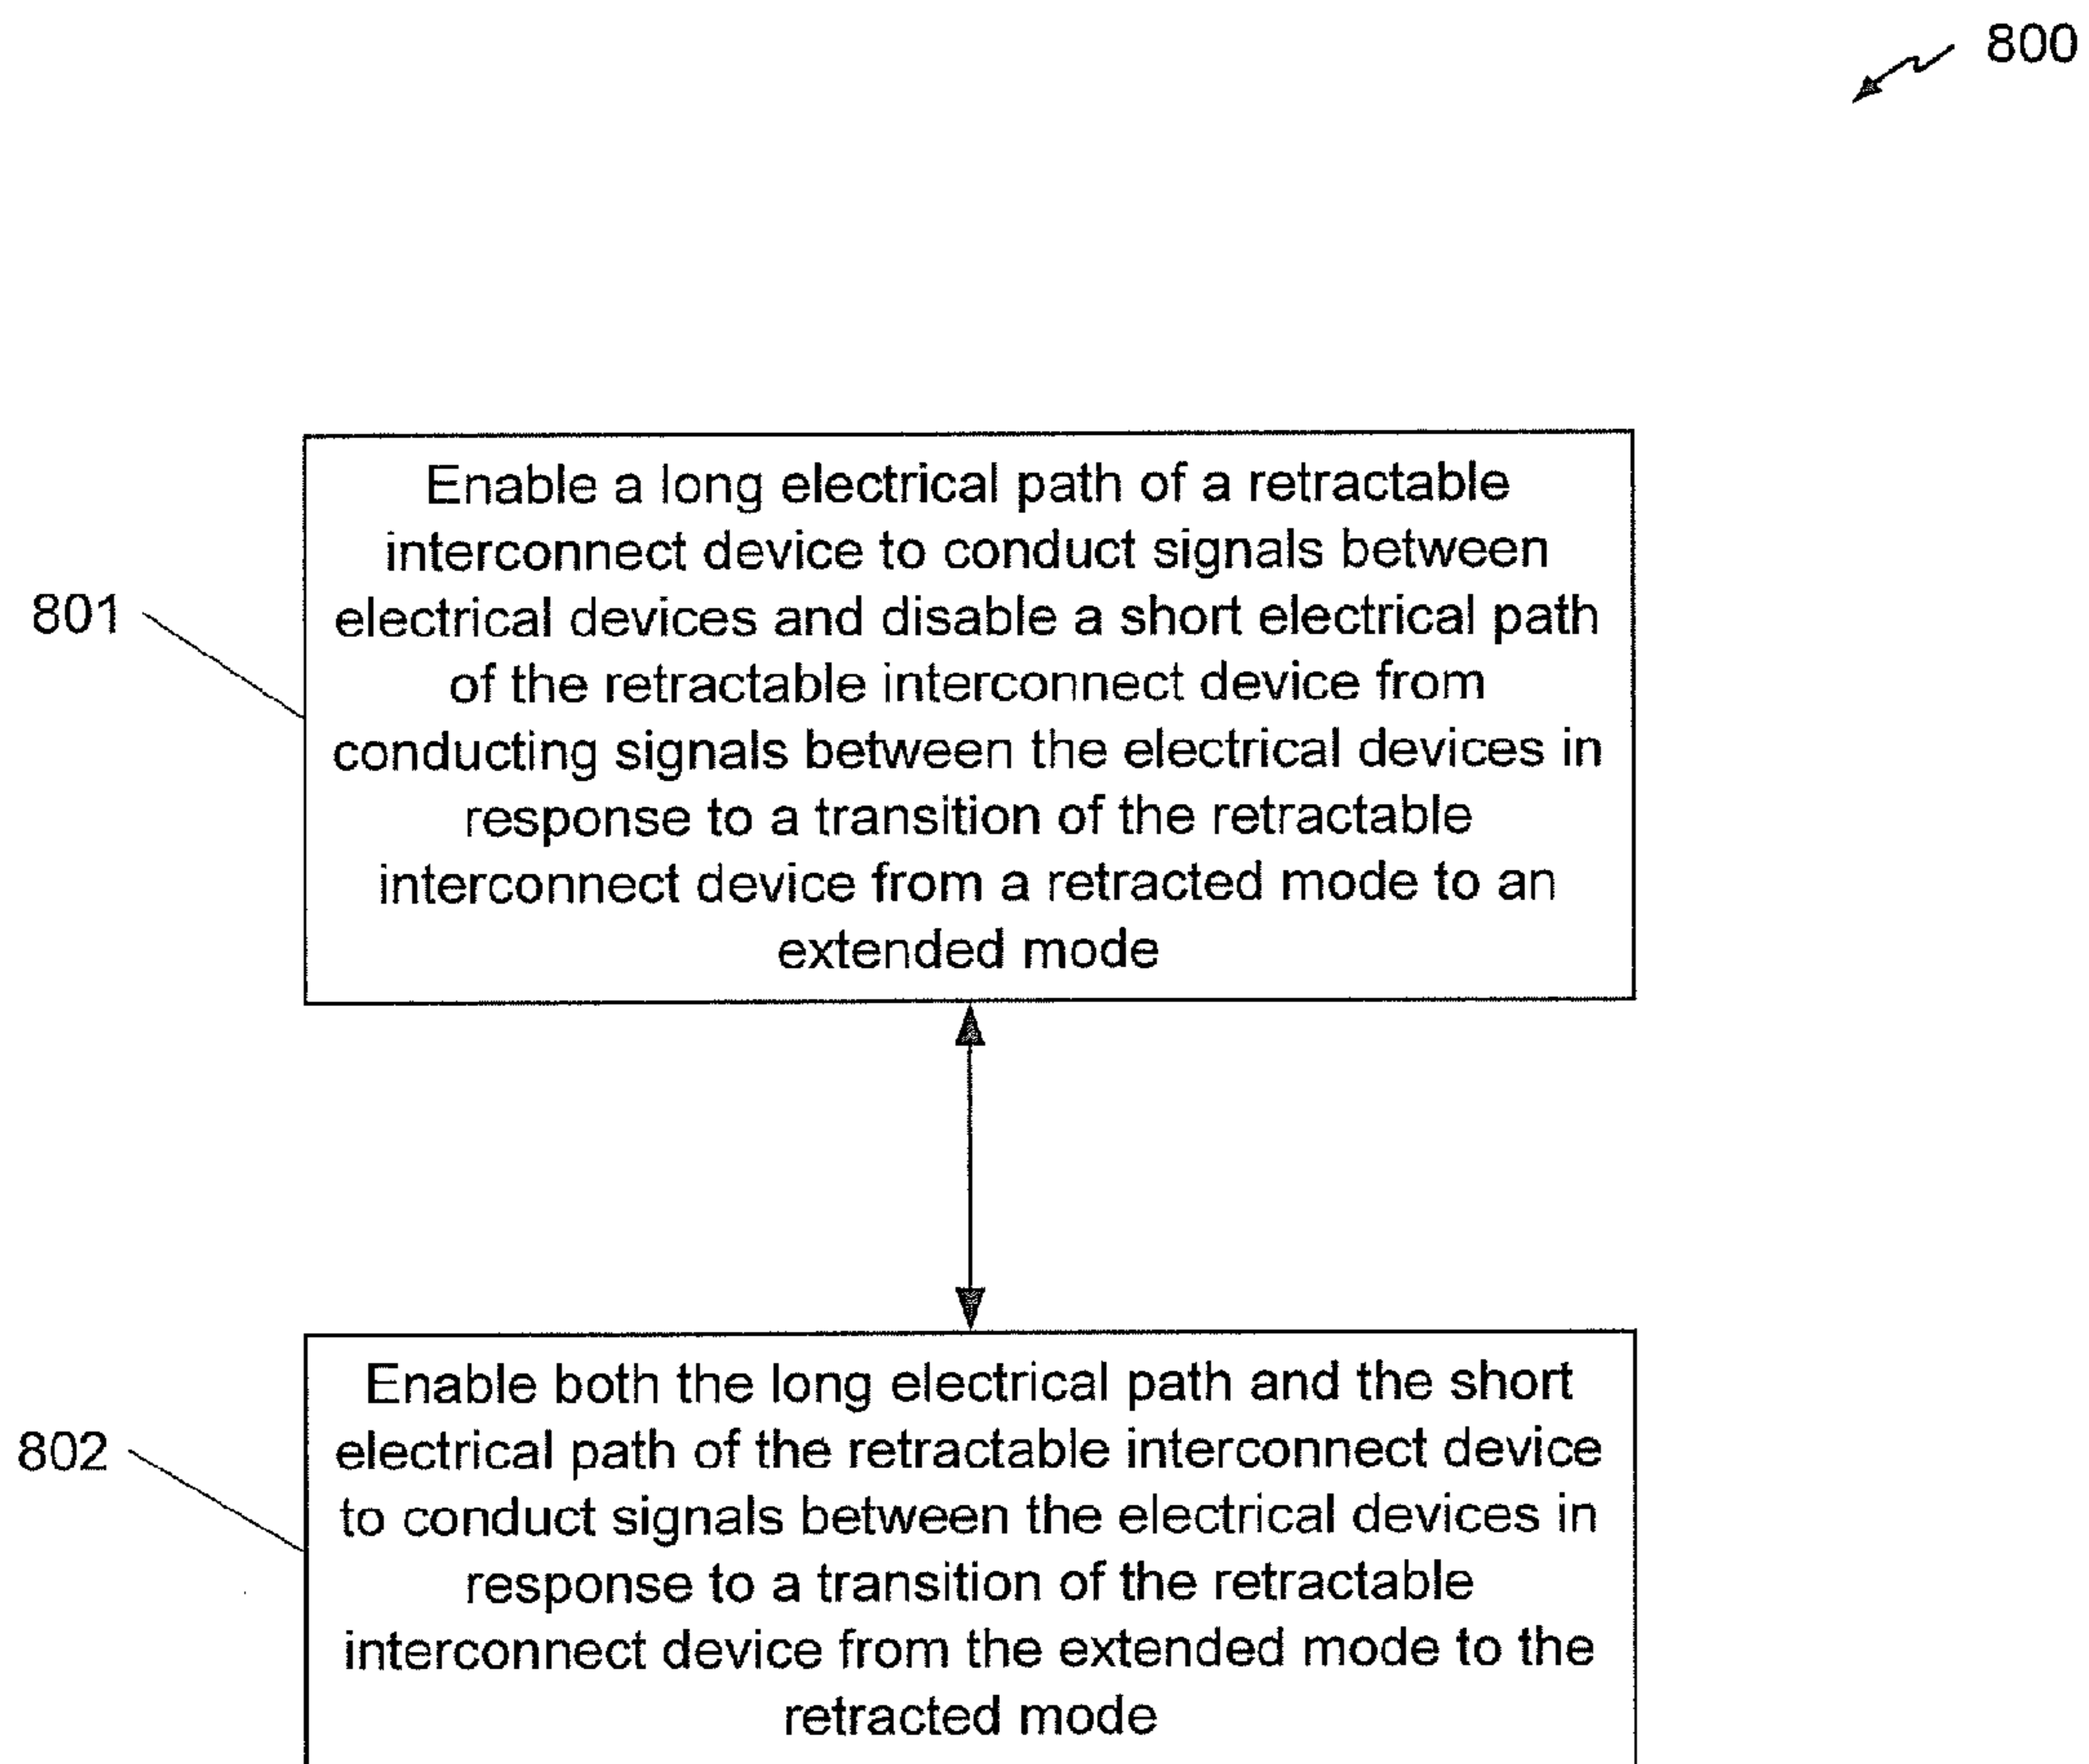 800
Enable a long electrical path of a retractable
interconnect device to conduct signals between
electrical devices and disable a short electrical path
of the retractable interconnect device from
conducting signals between the electrical devices in
response to a transition of the retractable
interconnect device from a retracted mode to an
extended mode
801
Enable both the long electrical path and the short
electrical path of the retractable interconnect device
to conduct signals between the electrical devices in
response to a transition of the retractable
interconnect device from the extended mode to the
retracted mode
802